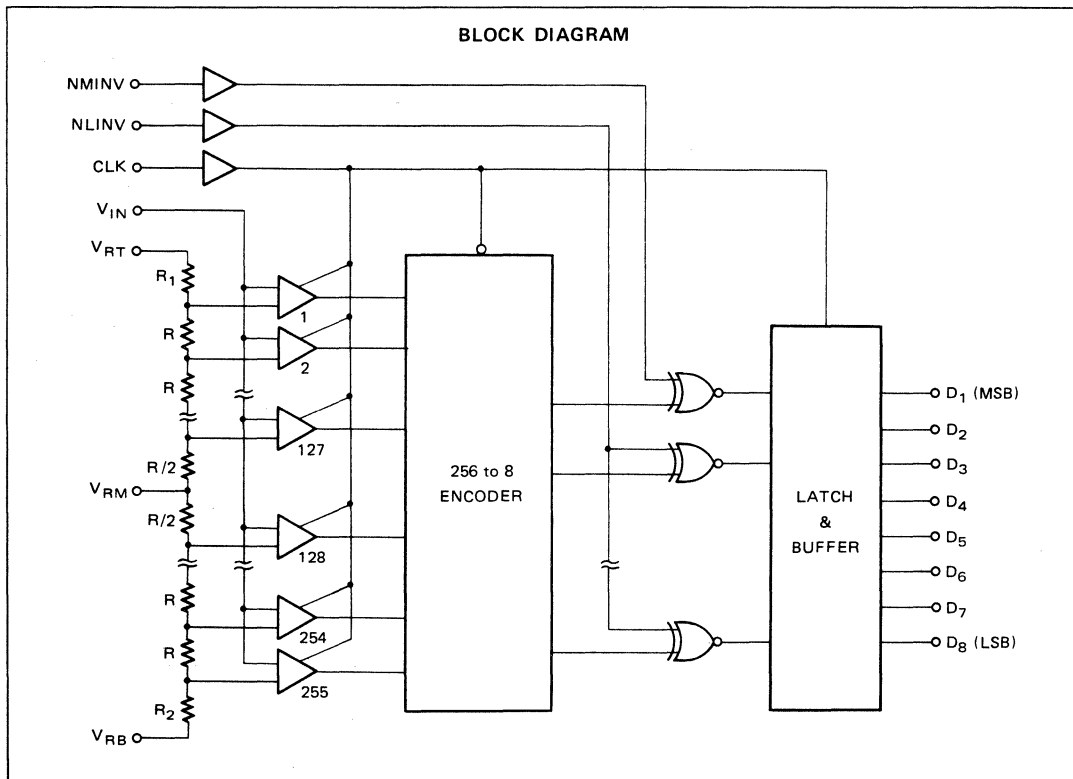 BLOCK DIAGRAM
NMINV
NLINV
CLK
VIN
VRT
R1
1
R
2
R
127
R/2
VRM
R/2
128
R
254
R
255
R2
VRB
256 to 8
ENCODER
LATCH
&
BUFFER
D1 (MSB)
D2
D3
D4
D5
D6
D7
D8 (LSB)